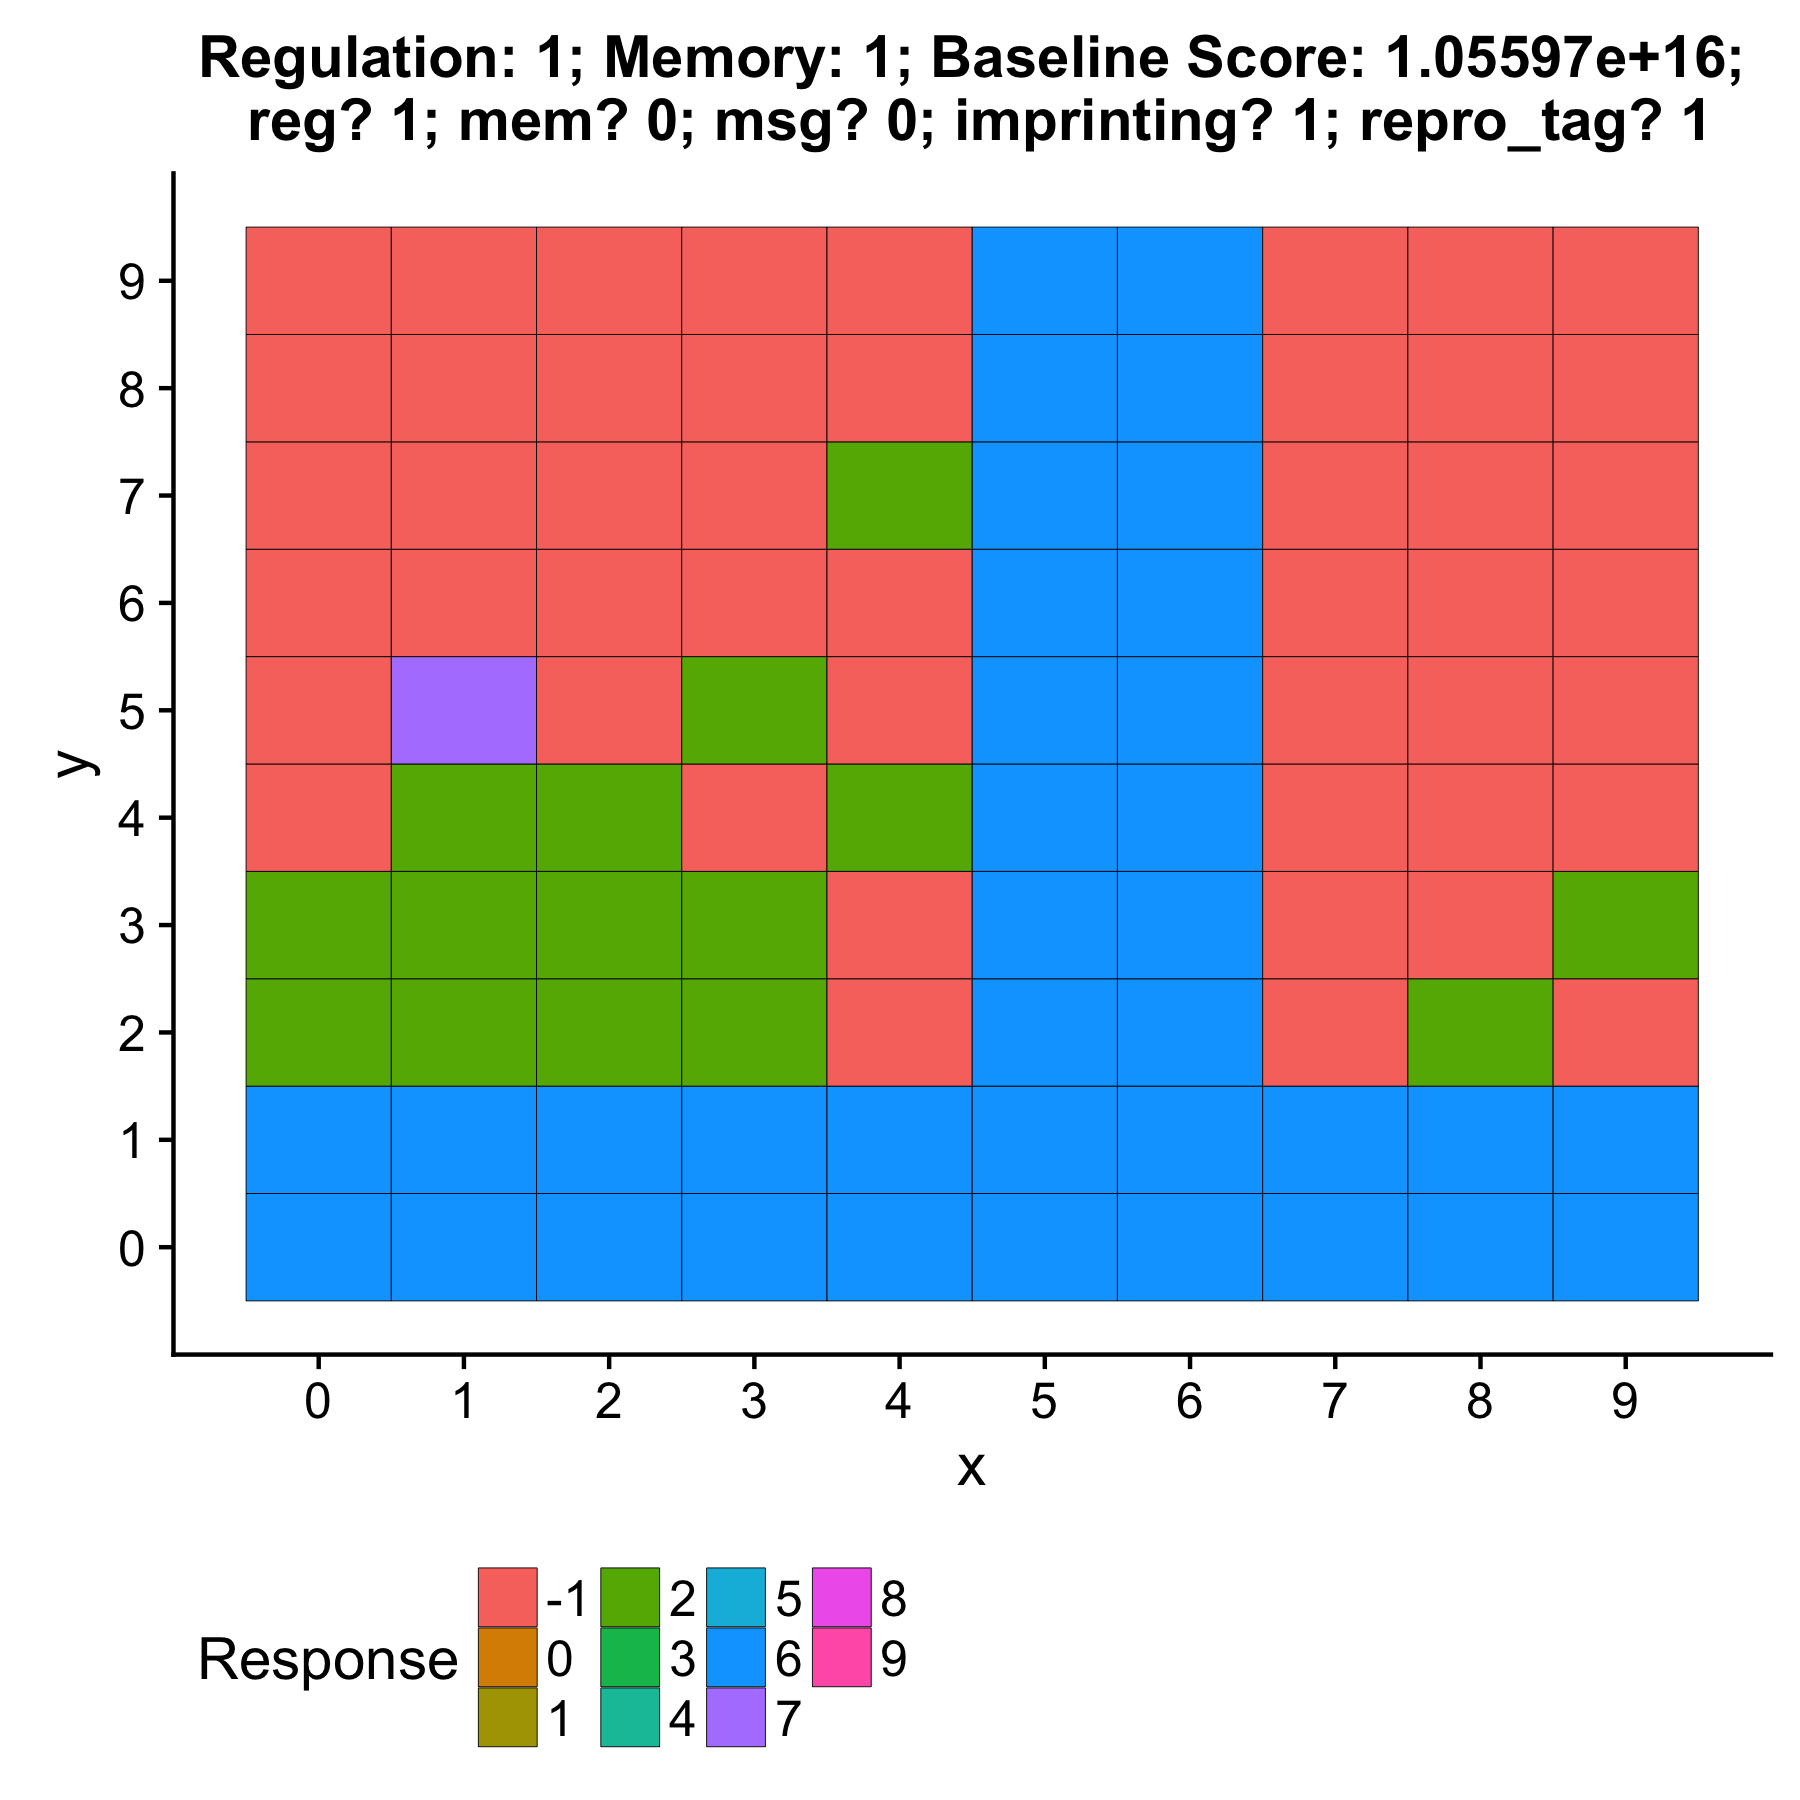 Regulation: 1; Memory: 1; Baseline Score: 1.05597e+16;
reg? 1; mem? 0; msg? 0; imprinting? 1; repro_tag? 1
9
8
7
6
5
4
3
2
1
0
y
0 1 2 3 4 5 6 7 8 9
x
Response
-1 2 5 8
0 3 6 9
1 4 7